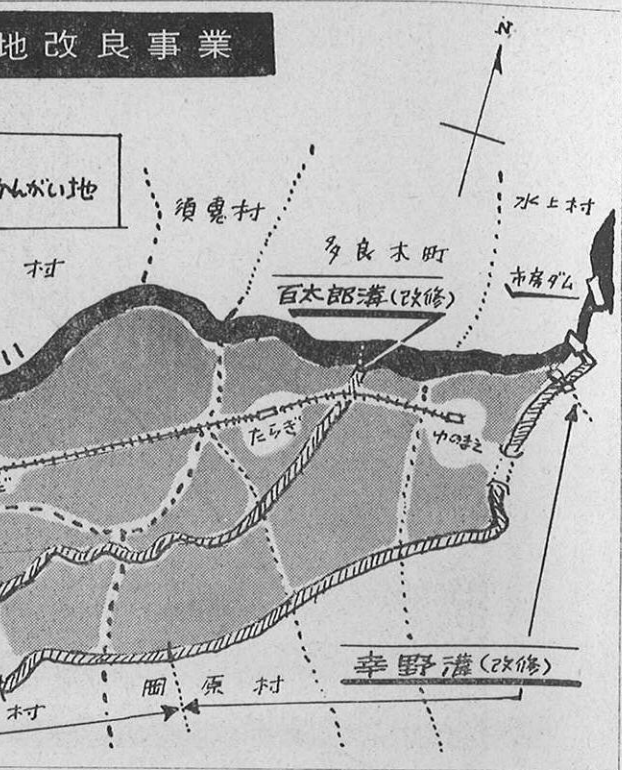 地改良事業
N
かんがい地
須恵村
水上村
村
多良木町
市房ダム
百太郎溝(改修)
たらぎ
ゆのまえ
幸野溝(改修)
岡原村
村